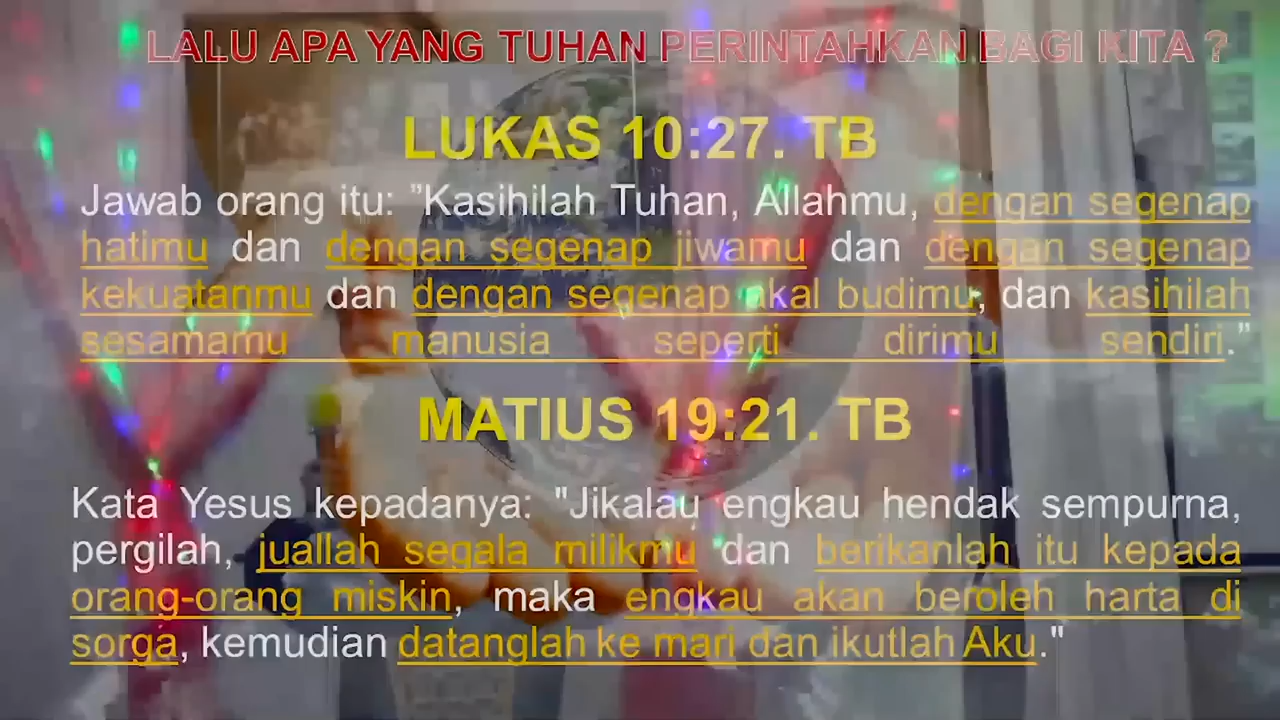 LALU APA YANG TUHAN PERINTAHKAN BAGI KITA ?
LUKAS 10:27. TB
Jawab orang itu: ”Kasihilah Tuhan, Allahmu, dengan segenap
hatimu dan dengan segenap jiwamu dan dengan segenap
kekuatanmu dan dengan segenap akal budimu, dan kasihilah
sesamamu manusia seperti dirimu sendiri.”
MATIUS 19:21. TB
Kata Yesus kepadanya: "Jikalau engkau hendak sempurna,
pergilah, juallah segala milikmu dan berikanlah itu kepada
orang-orang miskin, maka engkau akan beroleh harta di
sorga, kemudian datanglah ke mari dan ikutlah Aku."